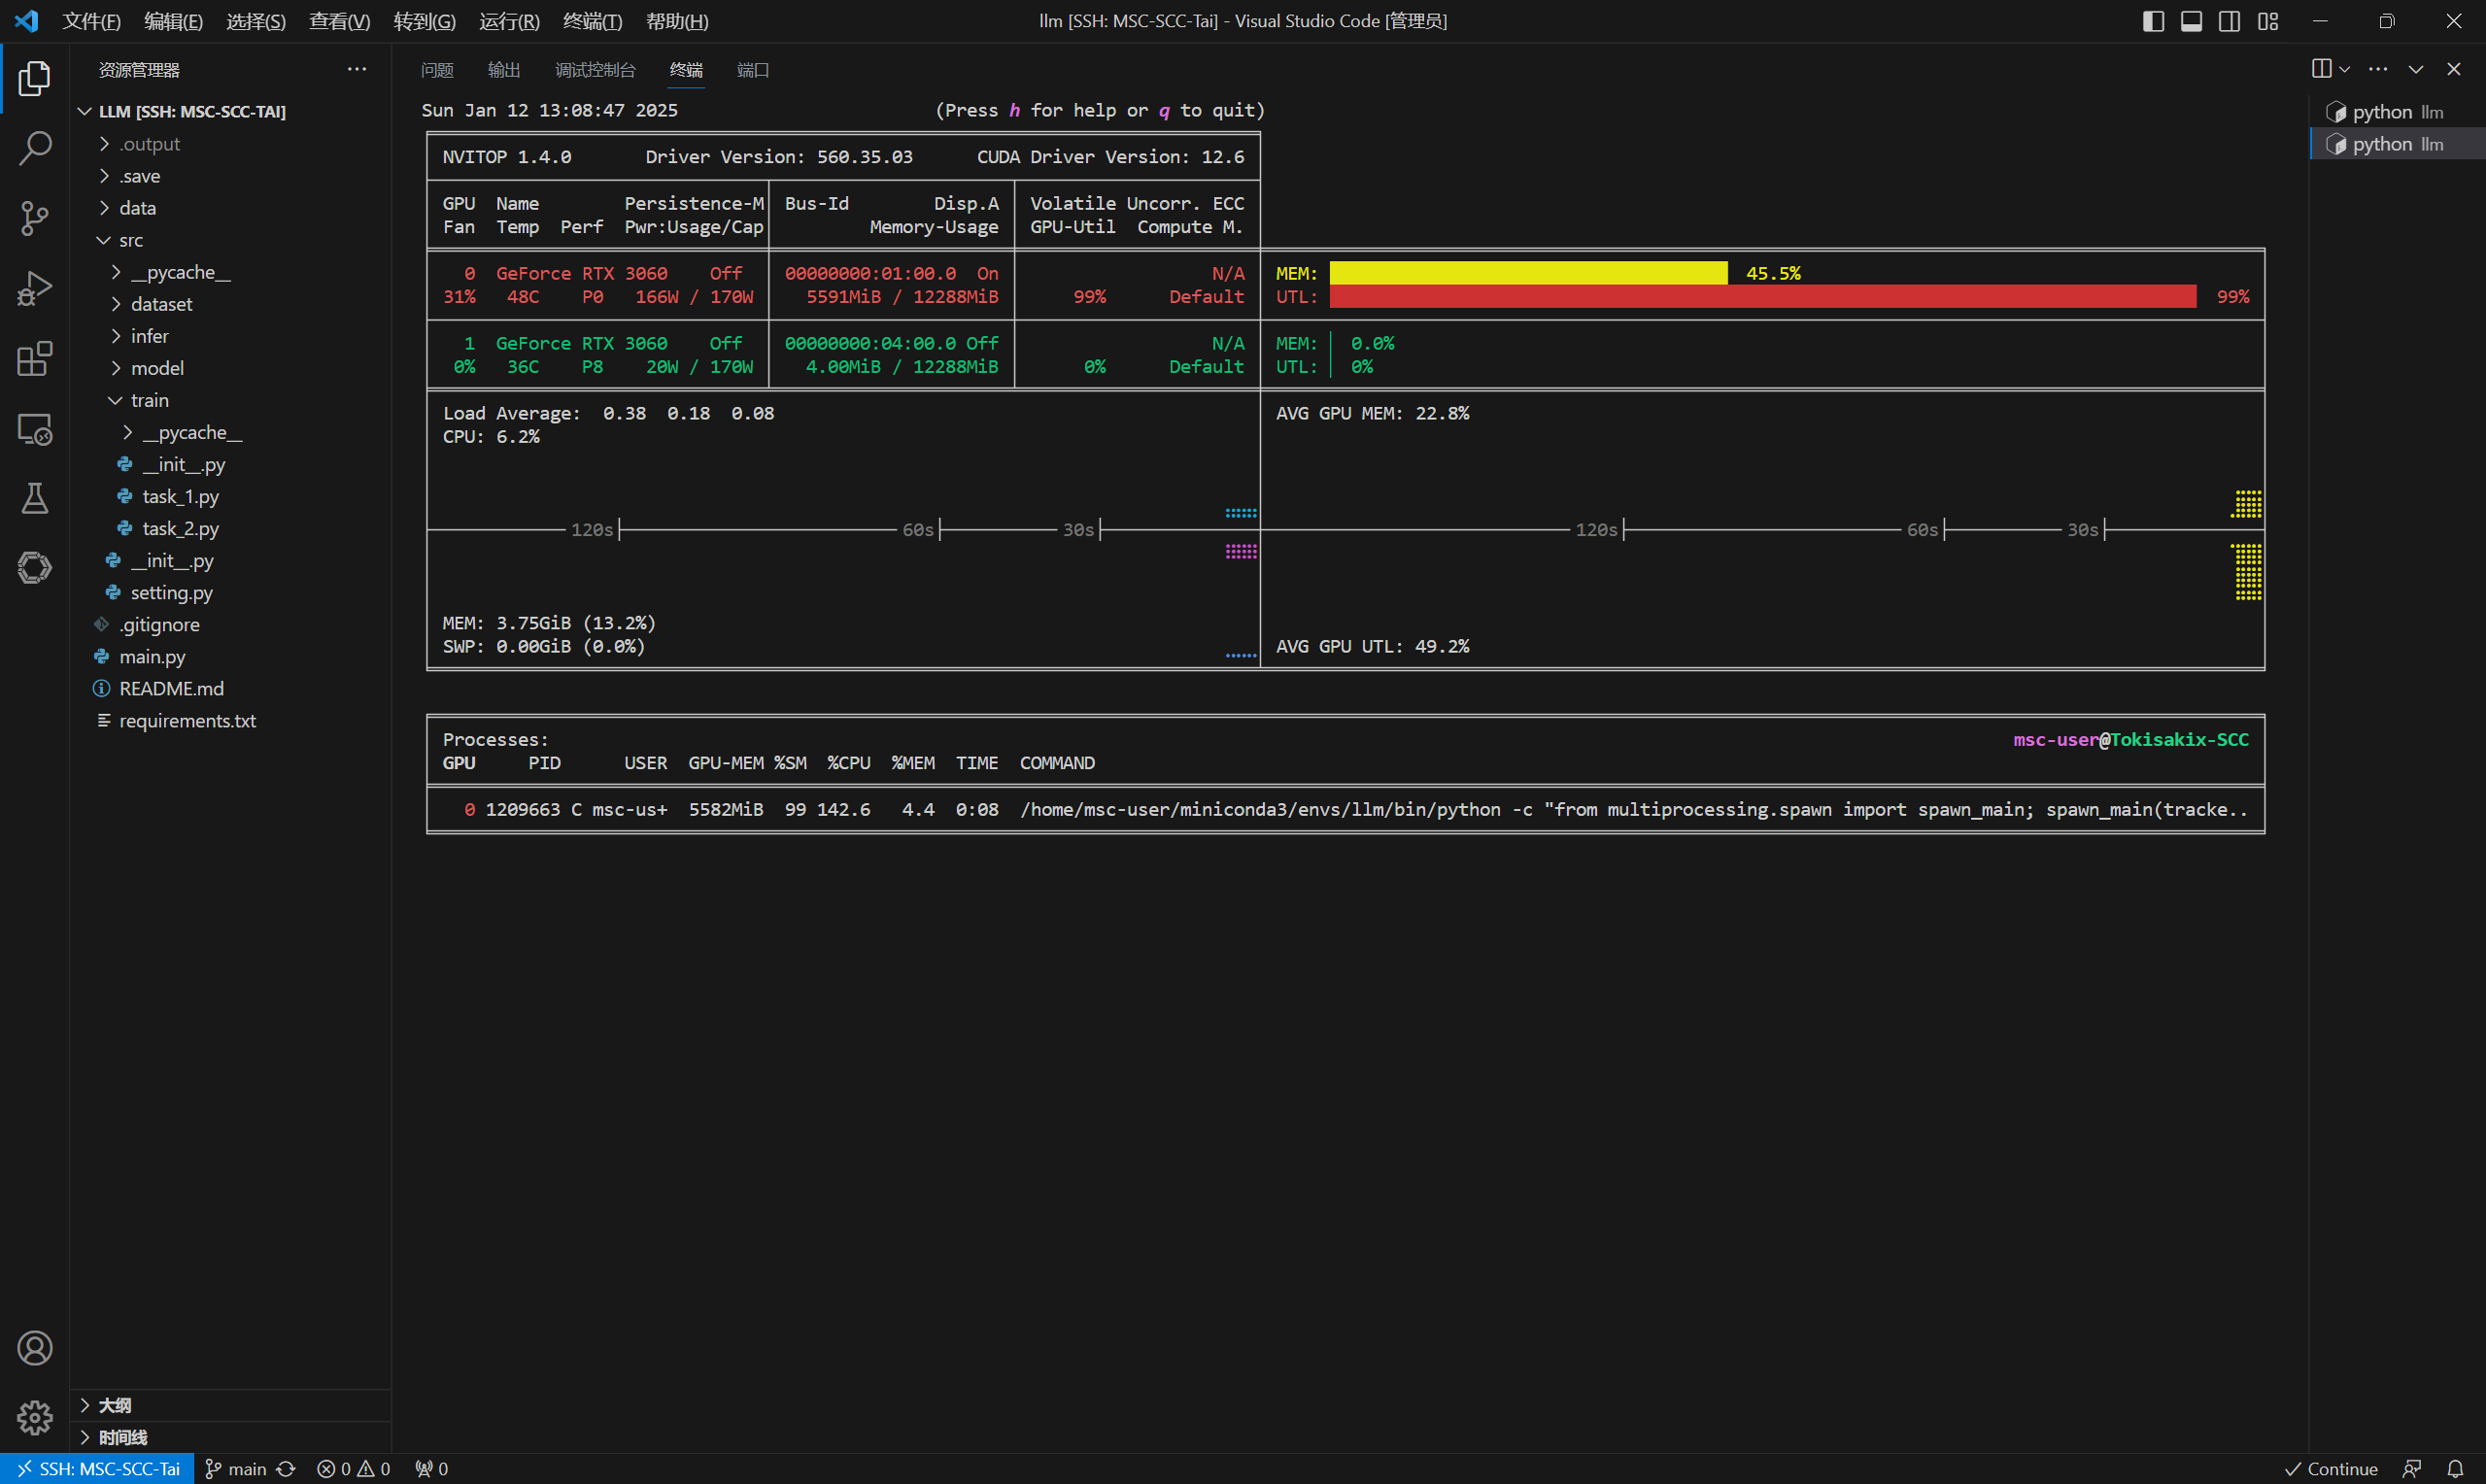 文件(F) 编辑(E) 选择(S) 查看(V) 转到(G) 运行(R) 终端(T) 帮助(H)
llm [SSH: MSC-SCC-Tai] - Visual Studio Code [管理员]
资源管理器
LLM [SSH: MSC-SCC-TAI]
.output
.save
data
src
__pycache__
dataset
infer
model
train
__pycache__
__init__.py
task_1.py
task_2.py
__init__.py
setting.py
.gitignore
main.py
README.md
requirements.txt
大纲
时间线
问题 输出 调试控制台 终端 端口
Sun Jan 12 13:08:47 2025 (Press h for help or q to quit)
NVITOP 1.4.0 Driver Version: 560.35.03 CUDA Driver Version: 12.6
GPU Name Persistence-M Bus-Id Disp.A Volatile Uncorr. ECC
Fan Temp Perf Pwr:Usage/Cap Memory-Usage GPU-Util Compute M.
0 GeForce RTX 3060 Off 00000000:01:00.0 On N/A MEM: 45.5%
31% 48C P0 166W / 170W 5591MiB / 12288MiB 99% Default UTL: 99%
1 GeForce RTX 3060 Off 00000000:04:00.0 Off N/A MEM: 0.0%
0% 36C P8 20W / 170W 4.00MiB / 12288MiB 0% Default UTL: 0%
Load Average: 0.38 0.18 0.08 AVG GPU MEM: 22.8%
CPU: 6.2%
120s 60s 30s 120s 60s 30s
MEM: 3.75GiB (13.2%)
SWP: 0.00GiB (0.0%) AVG GPU UTL: 49.2%
Processes: msc-user@Tokisakix-SCC
GPU PID USER GPU-MEM %SM %CPU %MEM TIME COMMAND
0 1209663 C msc-us+ 5582MiB 99 142.6 4.4 0:08 /home/msc-user/miniconda3/envs/llm/bin/python -c "from multiprocessing.spawn import spawn_main; spawn_main(tracke..
python llm
python llm
SSH: MSC-SCC-Tai main 0 0 0 Continue